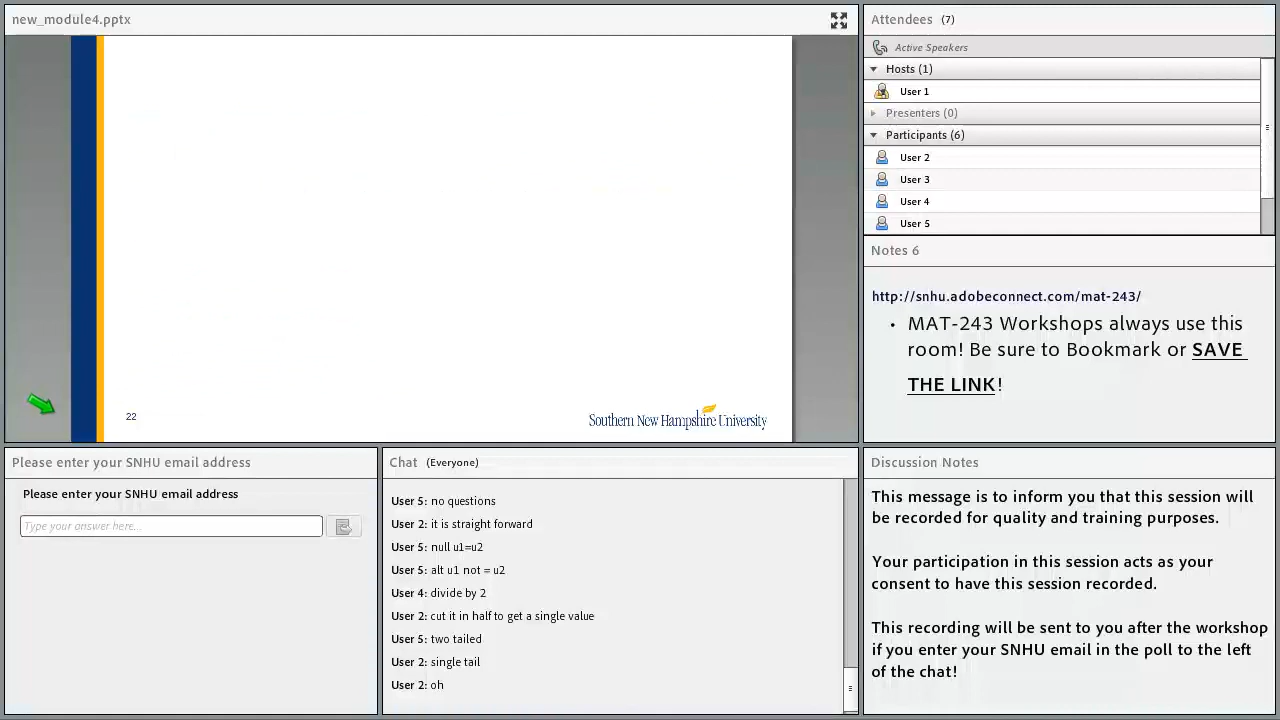 new_module4.pptx
22
Southern New Hampshire University
Attendees (7)
Active Speakers
Hosts (1)
User 1
Presenters (0)
Participants (6)
User 2
User 3
User 4
User 5
Notes 6
http://snhu.adobeconnect.com/mat-243/
• MAT-243 Workshops always use this
room! Be sure to Bookmark or SAVE
THE LINK!
Please enter your SNHU email address
Please enter your SNHU email address
Type your answer here...
Chat (Everyone)
User 5: no questions
User 2: it is straight forward
User 5: null u1=u2
User 5: alt u1 not = u2
User 4: divide by 2
User 2: cut it in half to get a single value
User 5: two tailed
User 2: single tail
User 2: oh
Discussion Notes
This message is to inform you that this session will
be recorded for quality and training purposes.
Your participation in this session acts as your
consent to have this session recorded.
This recording will be sent to you after the workshop
if you enter your SNHU email in the poll to the left
of the chat!